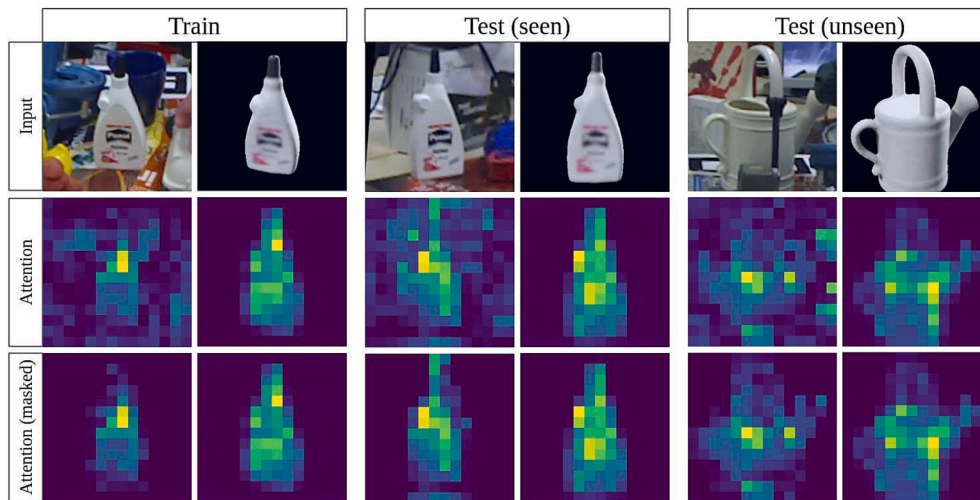 Train
Test (seen)
Test (unseen)
Input
Attention
Attention (masked)